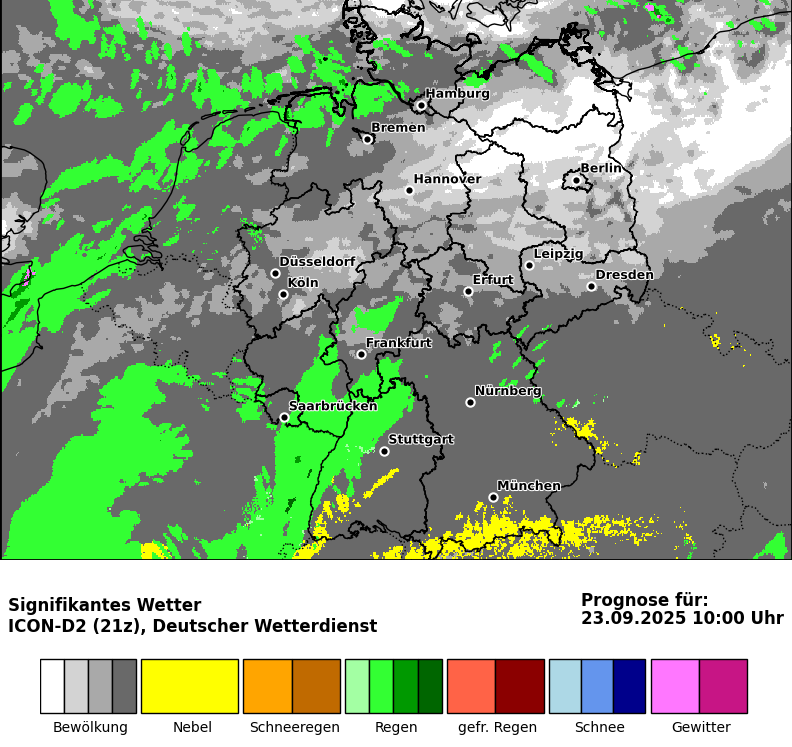 Hamburg
Bremen
Berlin
Hannover
Leipzig
Düsseldorf
Dresden
Köln
Erfurt
Frankfurt
Nürnberg
Saarbrücken
Stuttgart
München
Signifikantes Wetter
ICON-D2 (21z), Deutscher Wetterdienst
Prognose für:
23.09.2025 10:00 Uhr
Bewölkung Nebel Schneeregen Regen gefr. Regen Schnee Gewitter